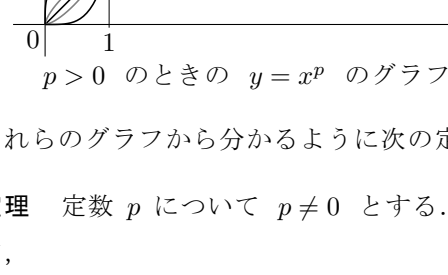 0 1
p > 0 のときの y = x^p のグラフ
れらのグラフから分かるように次の定
理 定数 p について p ≠ 0 とする.
,